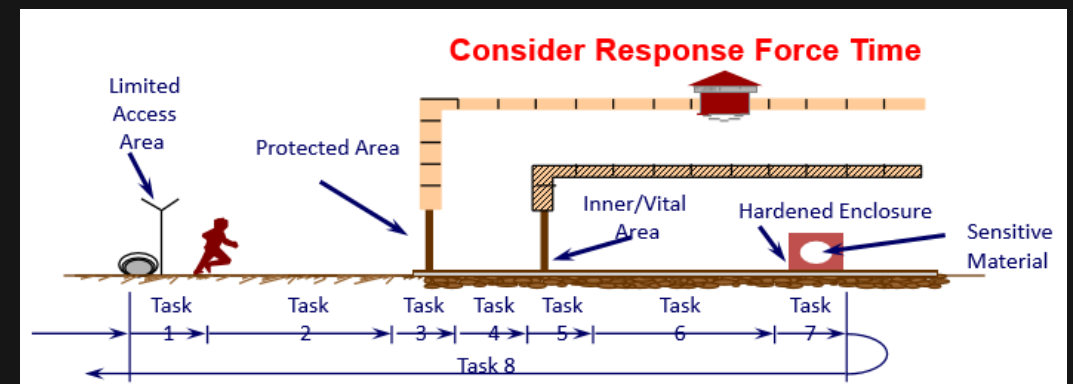 Consider Response Force Time
Limited
Access
Area
Protected Area
Inner/Vital
Area
Hardened Enclosure
Sensitive
Material
Task
1
Task
2
Task
3
Task
4
Task
5
Task
6
Task
7
Task 8